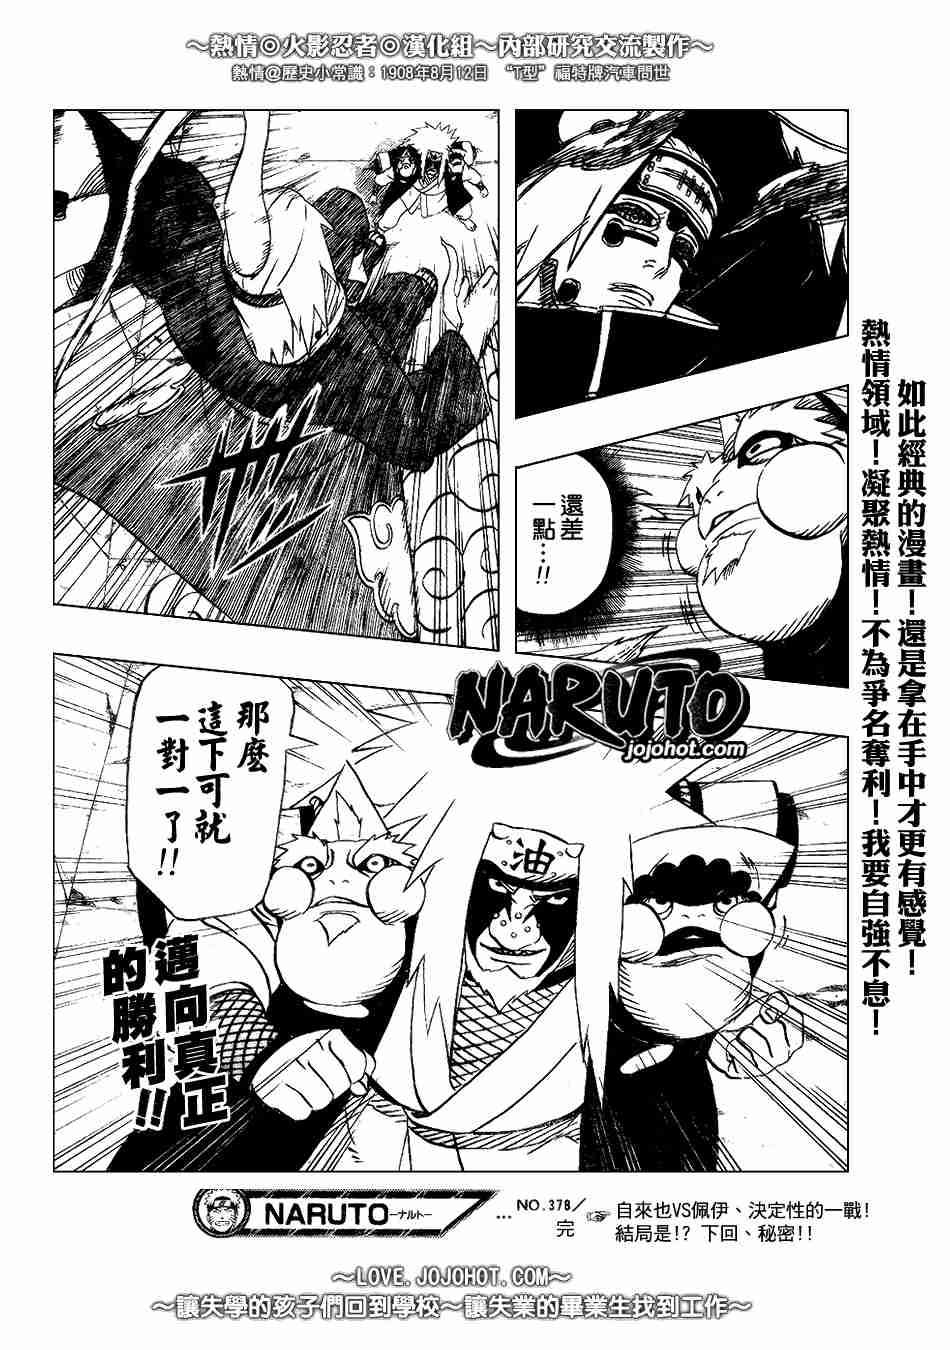 ～熱情◎火影忍者◎漢化組～內部研究交流製作～
熱情@歷史小常識：1908年8月12日 “T型”福特牌汽車問世
如此經典的漫畫！還是拿在手中才更有感覺！
熱情領域！凝聚熱情！不為爭名奪利！我要自強不息！
還差
一點…!!
NARUTO
jojohot.com
那麼
這下可就
一對一了!!
油
邁向真正
的勝利!!
NARUTO—ナルト—
... NO.378／完
☞自來也VS佩伊、決定性的一戰!
結局是!? 下回、秘密!!
～LOVE.JOJOHOT.COM～
～讓失學的孩子們回到學校～讓失業的畢業生找到工作～